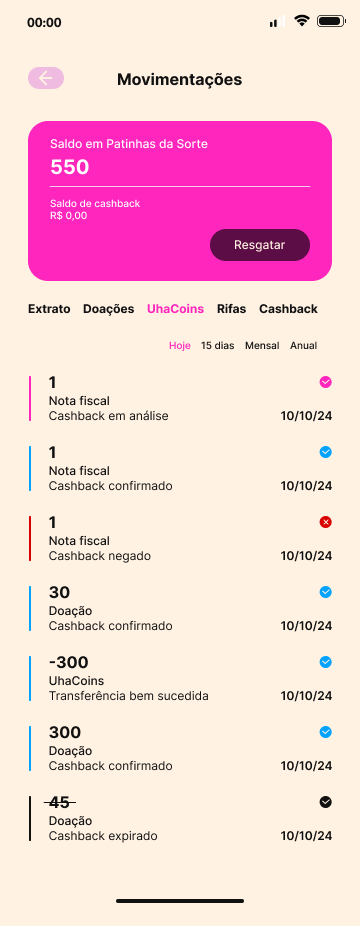 00:00
Movimentações
Saldo em Patinhas da Sorte
550
Saldo de cashback
R$ 0,00
Resgatar
Extrato Doações UhaCoins Rifas Cashback
Hoje 15 dias Mensal Anual
1
Nota fiscal
Cashback em análise 10/10/24
1
Nota fiscal
Cashback confirmado 10/10/24
1
Nota fiscal
Cashback negado 10/10/24
30
Doação
Cashback confirmado 10/10/24
-300
UhaCoins
Transferência bem sucedida 10/10/24
300
Doação
Cashback confirmado 10/10/24
45
Doação
Cashback expirado 10/10/24